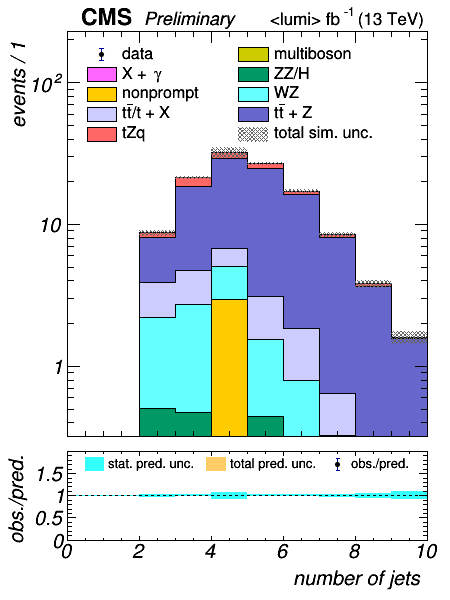 CMS Preliminary <lumi> fb⁻¹ (13 TeV)
events / 1
data
X + γ
nonprompt
tt̄/t + X
tZq
multiboson
ZZ/H
WZ
tt̄ + Z
total sim. unc.
10²
10
1
obs./pred.
stat. pred. unc. total pred. unc. obs./pred.
1.5
1
0.5
0
0 2 4 6 8 10
number of jets